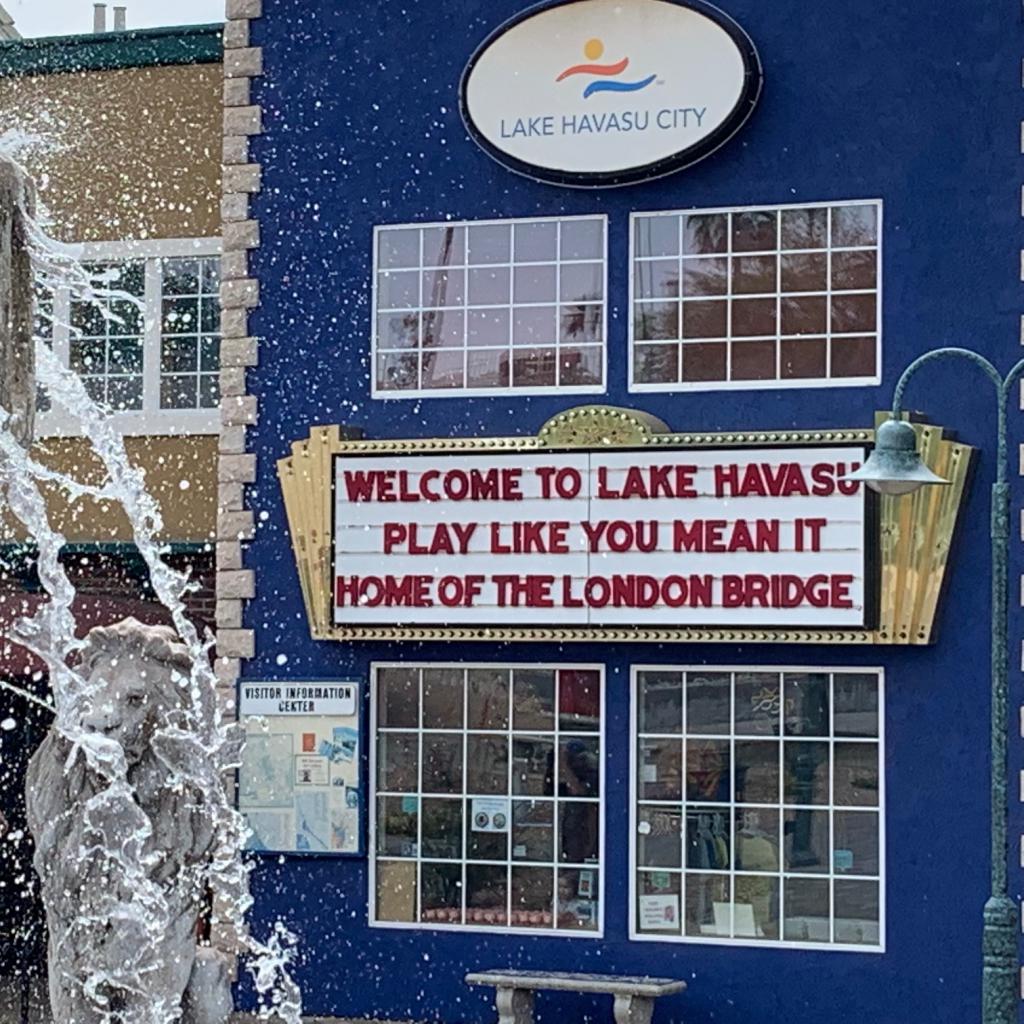 LAKE HAVASU CITY
WELCOME TO LAKE HAVASU
PLAY LIKE YOU MEAN IT
HOME OF THE LONDON BRIDGE
VISITOR INFORMATION
CENTER